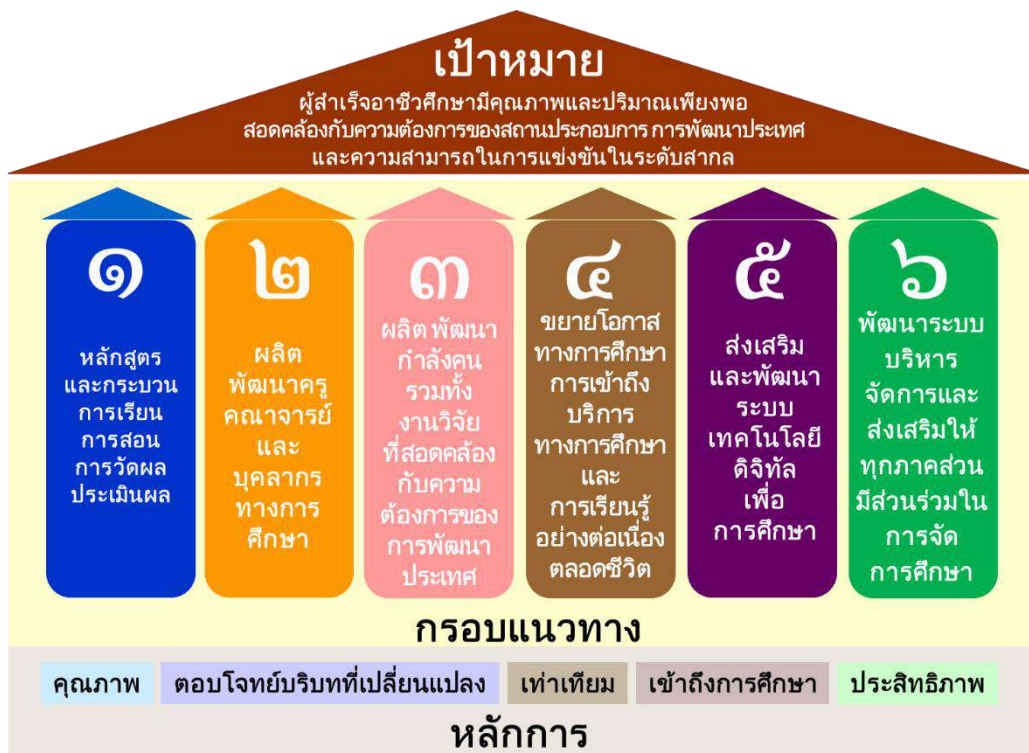 เป้าหมาย
ผู้สำเร็จอาชีวศึกษามีคุณภาพและปริมาณเพียงพอ
สอดคล้องกับความต้องการของสถานประกอบการ การพัฒนาประเทศ
และความสามารถในการแข่งขันในระดับสากล
๑
หลักสูตร
และกระบวน
การเรียน
การสอน
การวัดผล
ประเมินผล
๒
ผลิต
พัฒนาครู
คณาจารย์
และ
บุคลากร
ทางการ
ศึกษา
๓
ผลิต พัฒนา
กำลังคน
รวมทั้ง
งานวิจัย
ที่สอดคล้อง
กับความ
ต้องการของ
การพัฒนา
ประเทศ
๔
ขยายโอกาส
ทางการศึกษา
การเข้าถึง
บริการ
ทางการศึกษา
และ
การเรียนรู้
อย่างต่อเนื่อง
ตลอดชีวิต
๕
ส่งเสริม
และพัฒนา
ระบบ
เทคโนโลยี
ดิจิทัล
เพื่อ
การศึกษา
๖
พัฒนาระบบ
บริหาร
จัดการและ
ส่งเสริมให้
ทุกภาคส่วน
มีส่วนร่วมใน
การจัด
การศึกษา
กรอบแนวทาง
คุณภาพ ตอบโจทย์บริบทที่เปลี่ยนแปลง เท่าเทียม เข้าถึงการศึกษา ประสิทธิภาพ
หลักการ